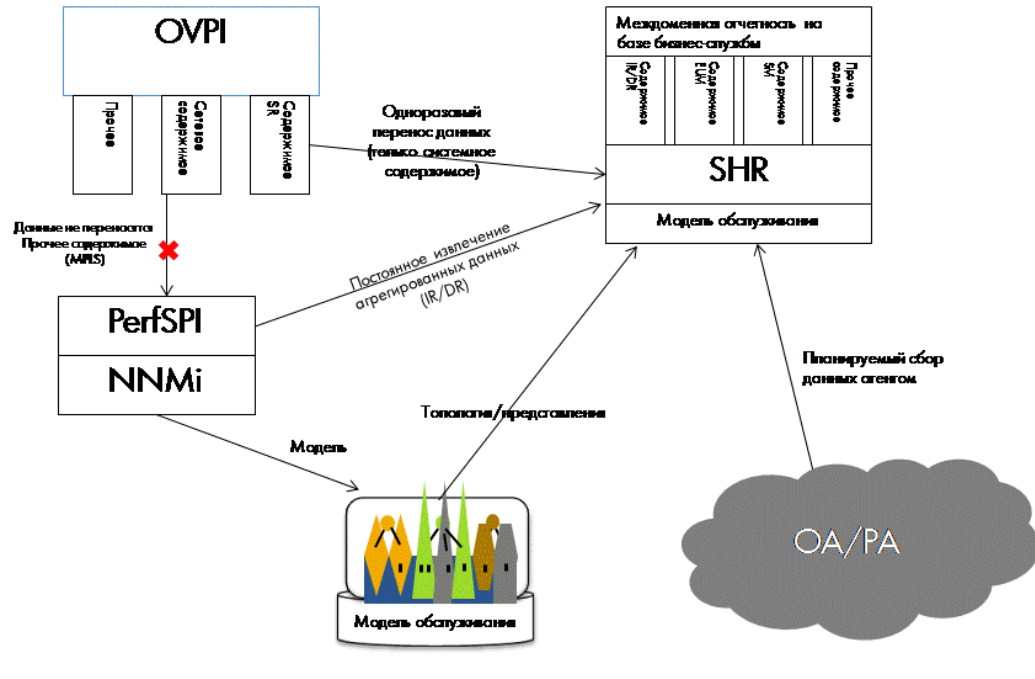 OVPI
Прочее
Сетевое
содержимое
Содержимое
SR
Одноразовый
перенос данных
(только системное
содержимое)
Междоменная отчетность на
базе бизнес-службы
Содержимое
IR/DR
Содержимое
EUM
Содержимое
SM
Прочее
содержимое
SHR
Модель обслуживания
Данные не переносятся
Прочее содержимое
(MPLS)
Постоянное извлечение
агрегированных данных
(IR/DR)
PerfSPI
NNMi
Планируемый сбор
данных агентом
Топология/представления
Модель
OA/PA
Модель обслуживания